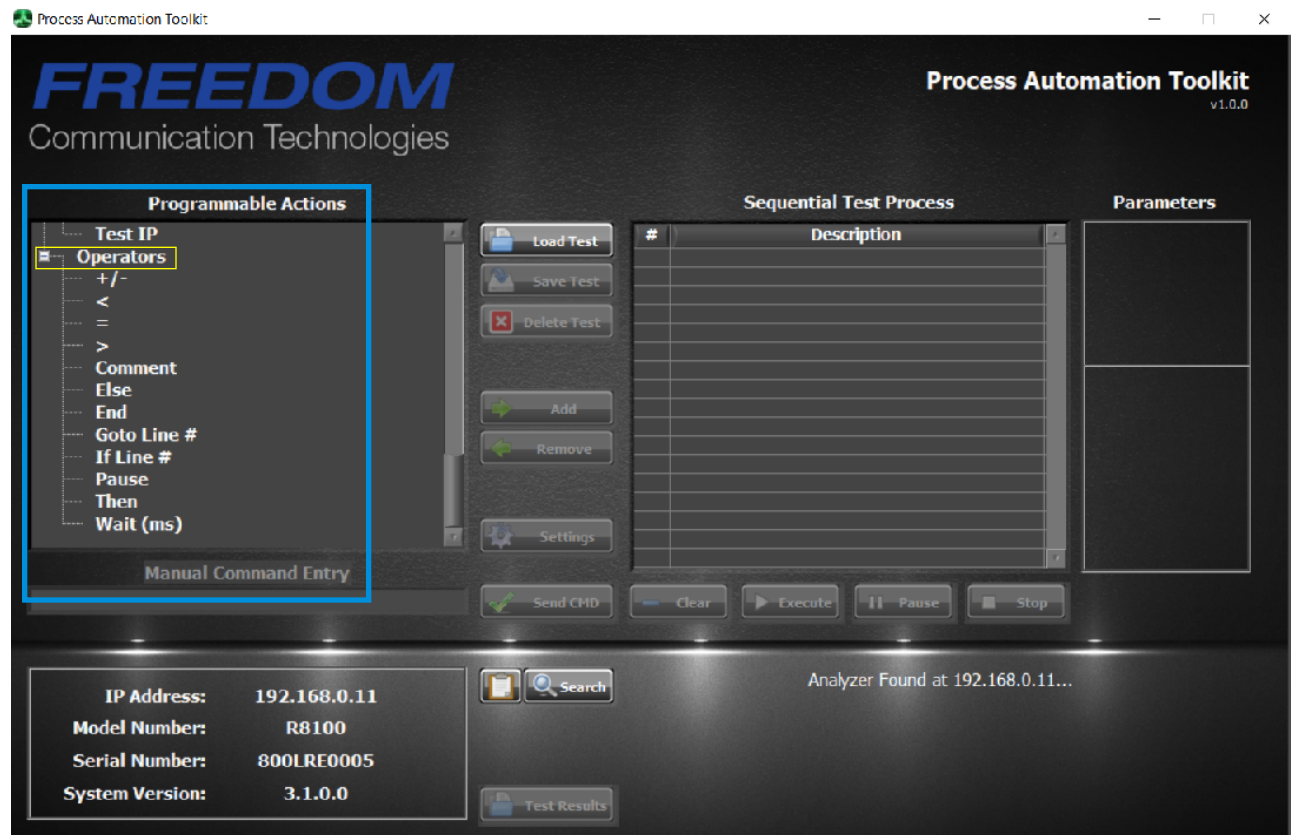 Process Automation Toolkit
FREEDOM
Communication Technologies
Process Automation Toolkit
v1.0.0
Programmable Actions
Test IP
Operators
+/-
<
=
>
Comment
Else
End
Goto Line #
If Line #
Pause
Then
Wait (ms)
Manual Command Entry
Load Test
Save Test
Delete Test
Add
Remove
Settings
Send CMD
Sequential Test Process
# Description
Clear Execute Pause Stop
Parameters
IP Address: 192.168.0.11
Model Number: R8100
Serial Number: 800LRE0005
System Version: 3.1.0.0
Search
Test Results
Analyzer Found at 192.168.0.11...